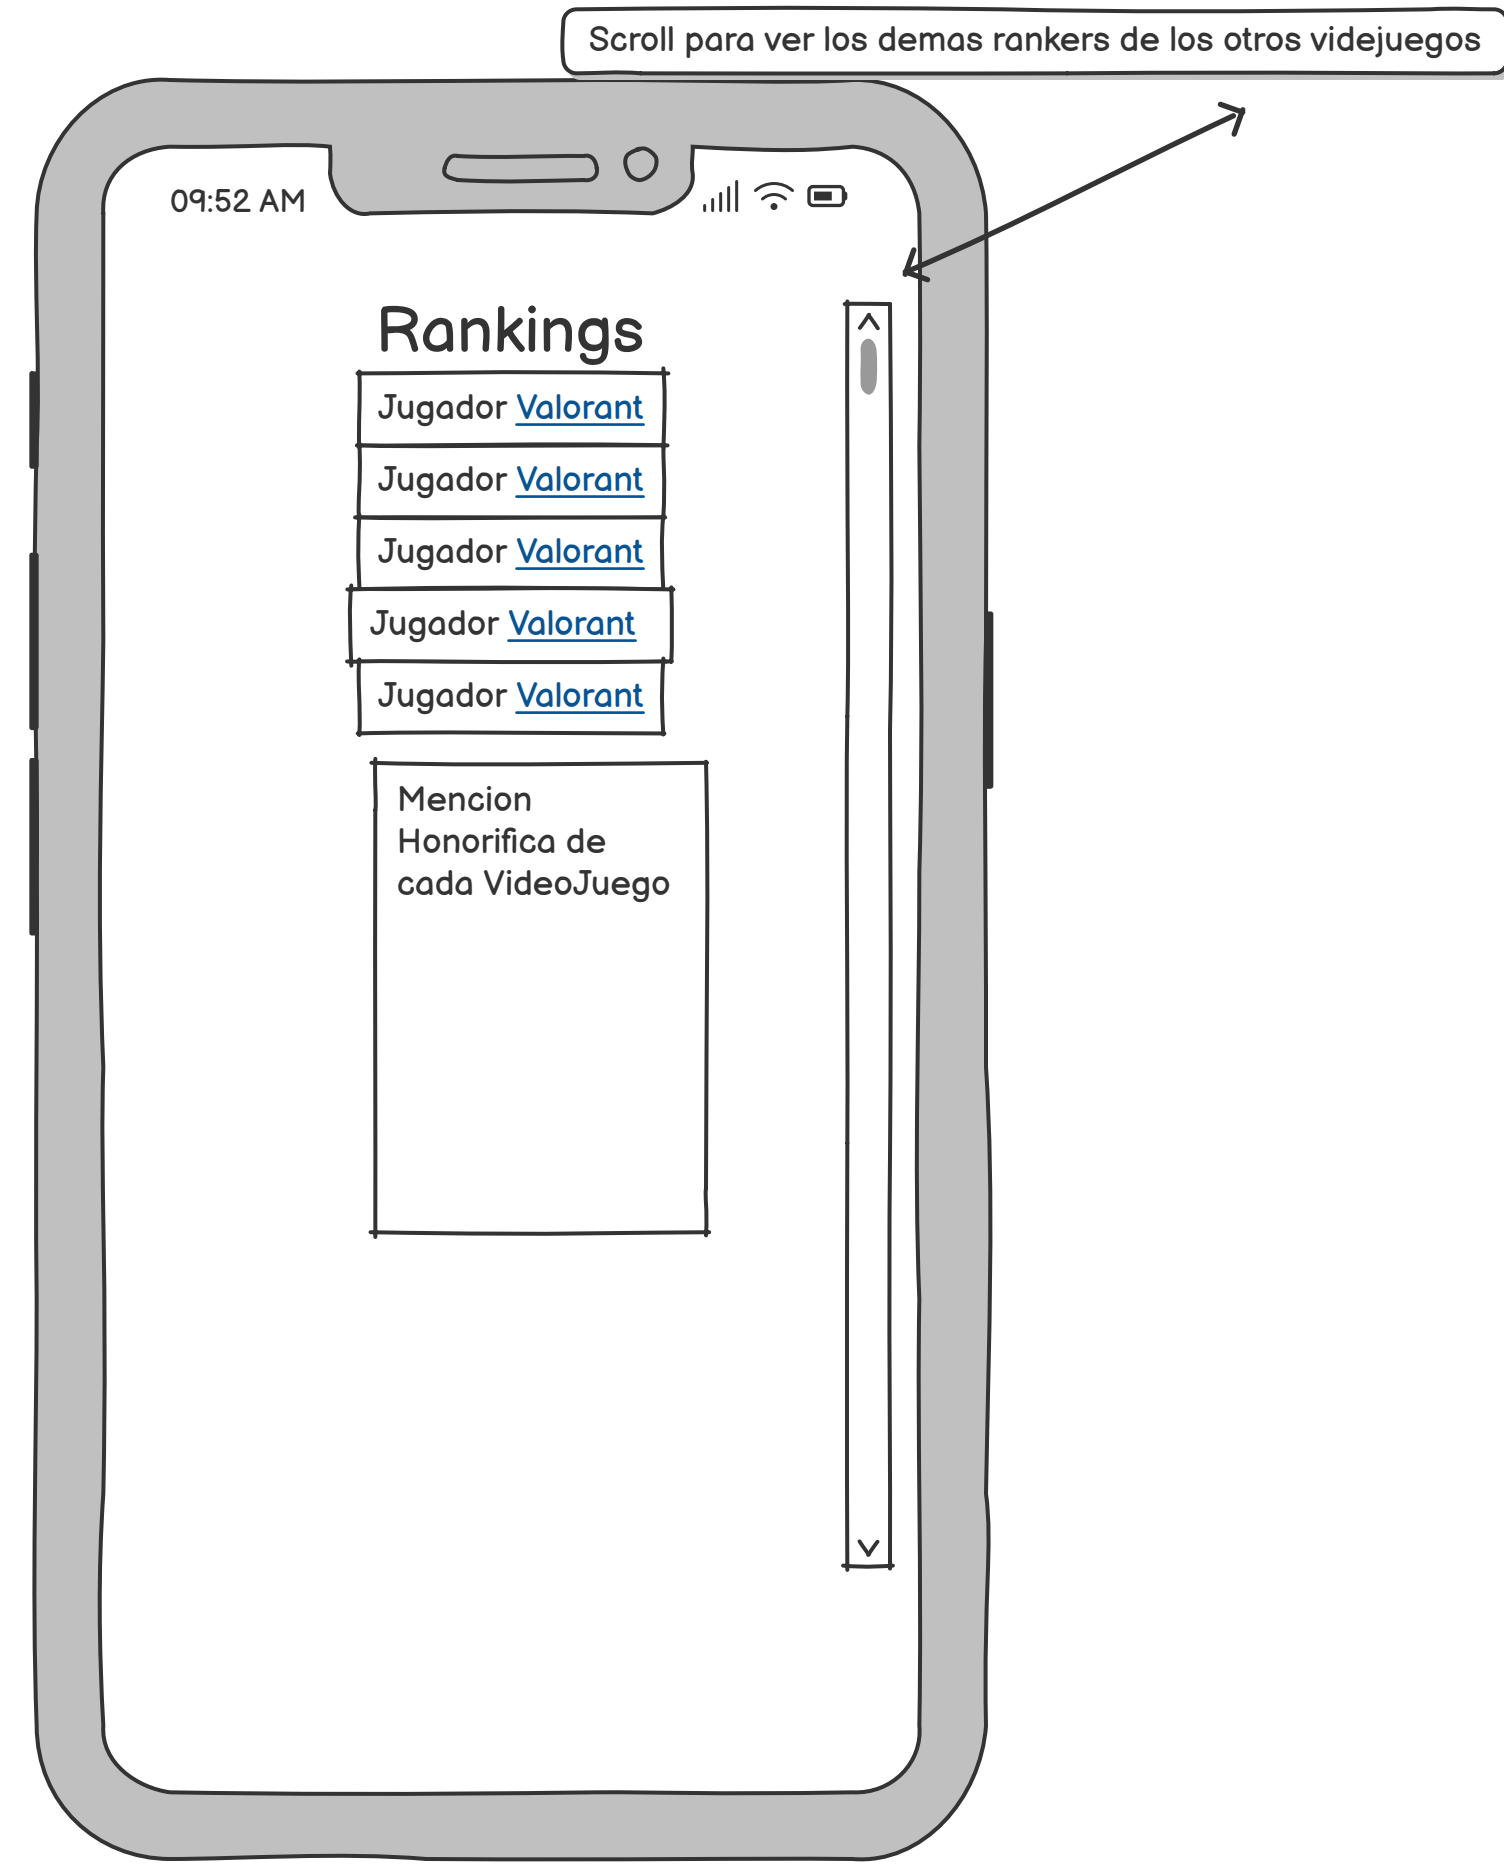 Scroll para ver los demas rankers de los otros videjuegos
09:52 AM
Rankings
Jugador Valorant
Jugador Valorant
Jugador Valorant
Jugador Valorant
Jugador Valorant
Mencion
Honorifica de
cada VideoJuego